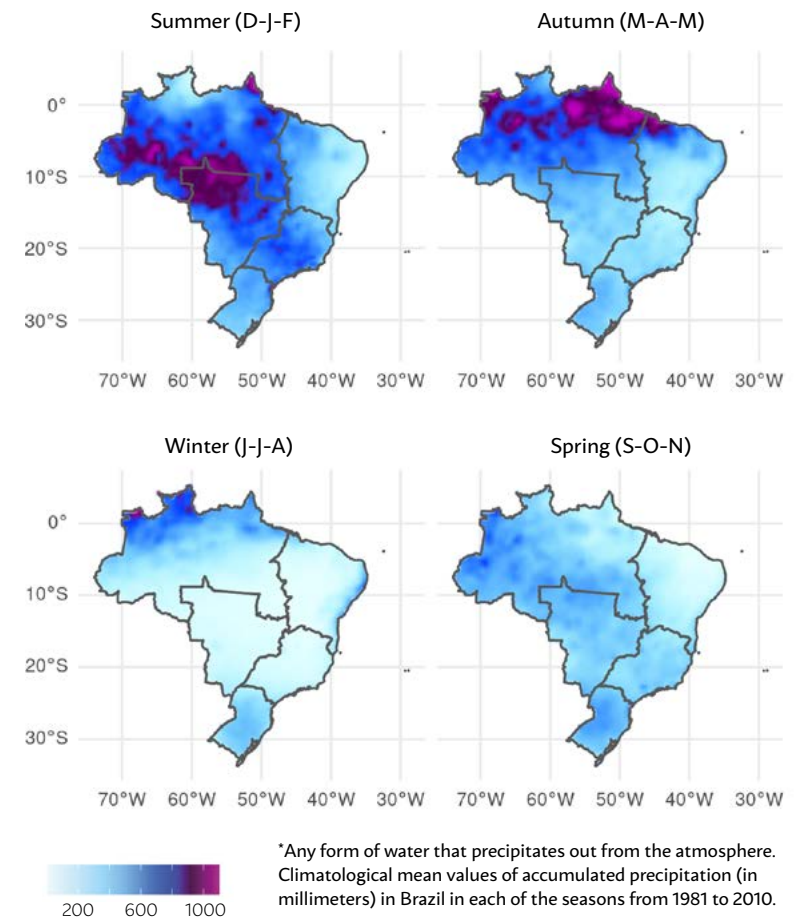 Summer (D-J-F)
Autumn (M-A-M)
0°
10°S
20°S
30°S
70°W 60°W 50°W 40°W 30°W
70°W 60°W 50°W 40°W 30°W
Winter (J-J-A)
Spring (S-O-N)
0°
10°S
20°S
30°S
70°W 60°W 50°W 40°W 30°W
70°W 60°W 50°W 40°W 30°W
200 600 1000
*Any form of water that precipitates out from the atmosphere.
Climatological mean values of accumulated precipitation (in
millimeters) in Brazil in each of the seasons from 1981 to 2010.